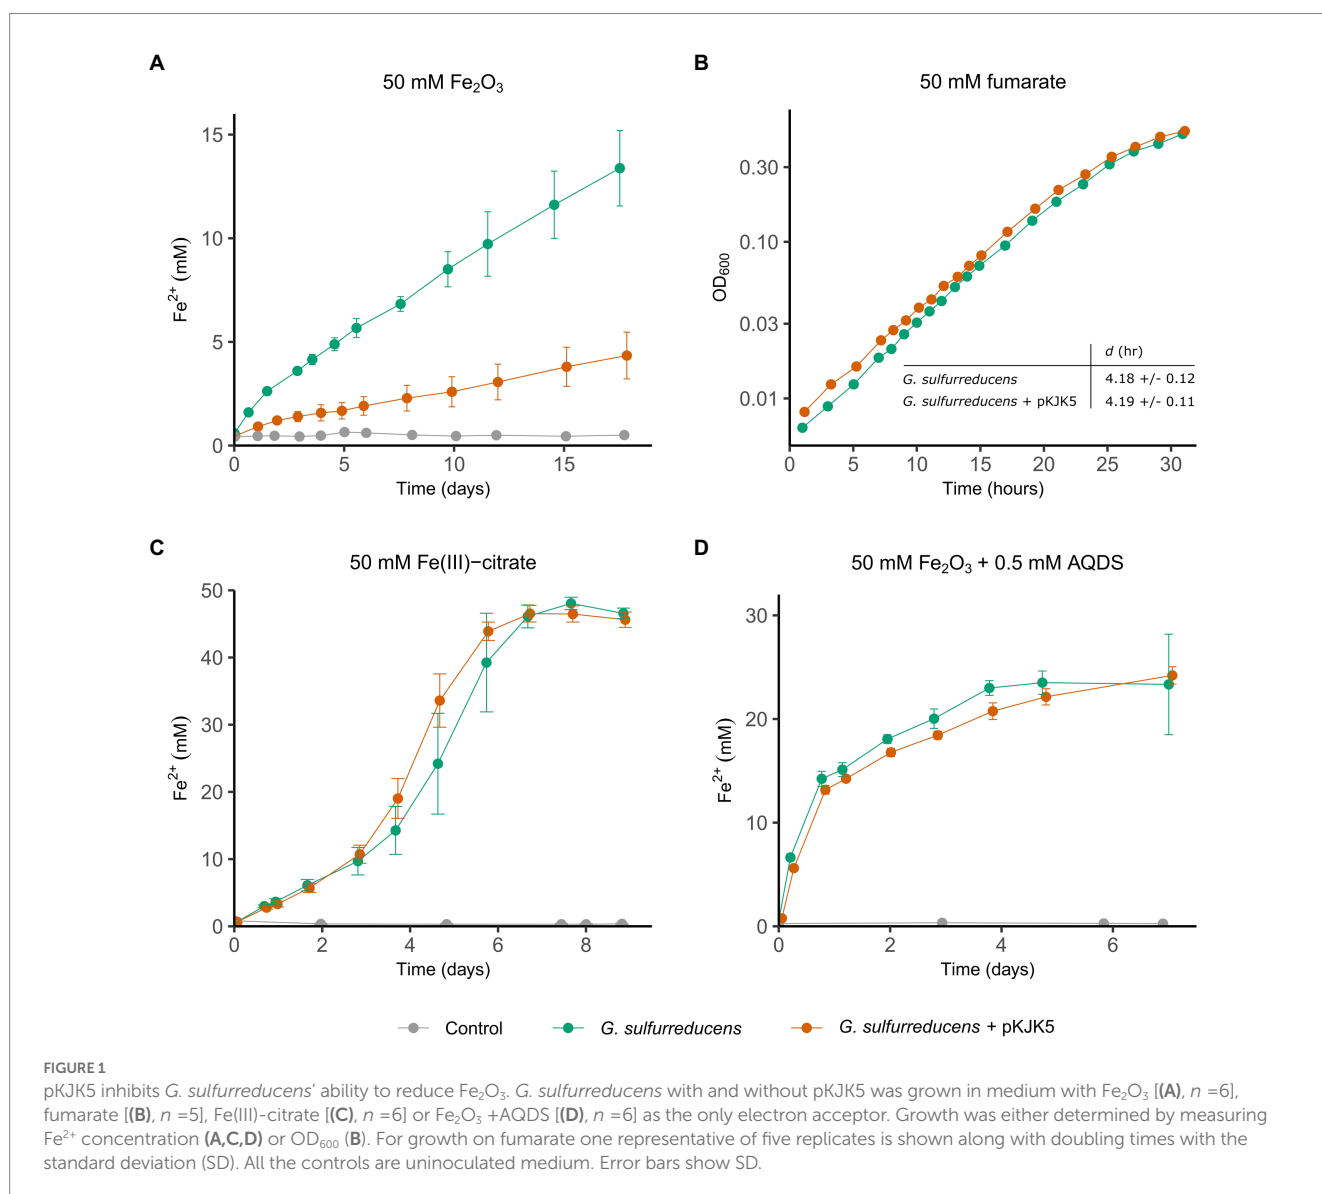 A
50 mM Fe₂O₃
Fe²⁺ (mM)
15
10
5
0
0 5 10 15
Time (days)
B
50 mM fumarate
OD₆₀₀
0.30
0.10
0.03
0.01
d (hr)
G. sulfurreducens 4.18 +/- 0.12
G. sulfurreducens + pKJK5 4.19 +/- 0.11
0 5 10 15 20 25 30
Time (hours)
C
50 mM Fe(III)−citrate
Fe²⁺ (mM)
50
40
30
20
10
0
0 2 4 6 8
Time (days)
D
50 mM Fe₂O₃ + 0.5 mM AQDS
Fe²⁺ (mM)
30
20
10
0
0 2 4 6
Time (days)
Control G. sulfurreducens G. sulfurreducens + pKJK5
FIGURE 1
pKJK5 inhibits G. sulfurreducens‘ ability to reduce Fe₂O₃. G. sulfurreducens with and without pKJK5 was grown in medium with Fe₂O₃ [(A), n =6],
fumarate [(B), n =5], Fe(III)-citrate [(C), n =6] or Fe₂O₃ +AQDS [(D), n =6] as the only electron acceptor. Growth was either determined by measuring
Fe²⁺ concentration (A,C,D) or OD₆₀₀ (B). For growth on fumarate one representative of five replicates is shown along with doubling times with the
standard deviation (SD). All the controls are uninoculated medium. Error bars show SD.